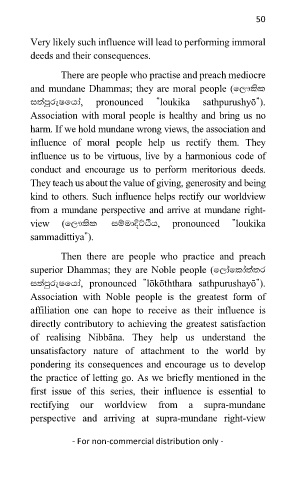 50
Very likely such influence will lead to performing immoral
deeds and their consequences.
There are people who practise and preach mediocre
and mundane Dhammas; they are moral people (ලෞකික
සත්පුරුෂයෝ, pronounced "loukika sathpurushyō").
Association with moral people is healthy and bring us no
harm. If we hold mundane wrong views, the association and
influence of moral people help us rectify them. They
influence us to be virtuous, live by a harmonious code of
conduct and encourage us to perform meritorious deeds.
They teach us about the value of giving, generosity and being
kind to others. Such influence helps rectify our worldview
from a mundane perspective and arrive at mundane right-
view (ලෞකික සම්මාදිට්ඨිය, pronounced "loukika
sammadittiya").
Then there are people who practice and preach
superior Dhammas; they are Noble people (ලෝකෝත්තර
සත්පුරුෂයෝ, pronounced "lōkōththara sathpurushayō").
Association with Noble people is the greatest form of
affiliation one can hope to receive as their influence is
directly contributory to achieving the greatest satisfaction
of realising Nibbāna. They help us understand the
unsatisfactory nature of attachment to the world by
pondering its consequences and encourage us to develop
the practice of letting go. As we briefly mentioned in the
first issue of this series, their influence is essential to
rectifying our worldview from a supra-mundane
perspective and arriving at supra-mundane right-view
- For non-commercial distribution only -